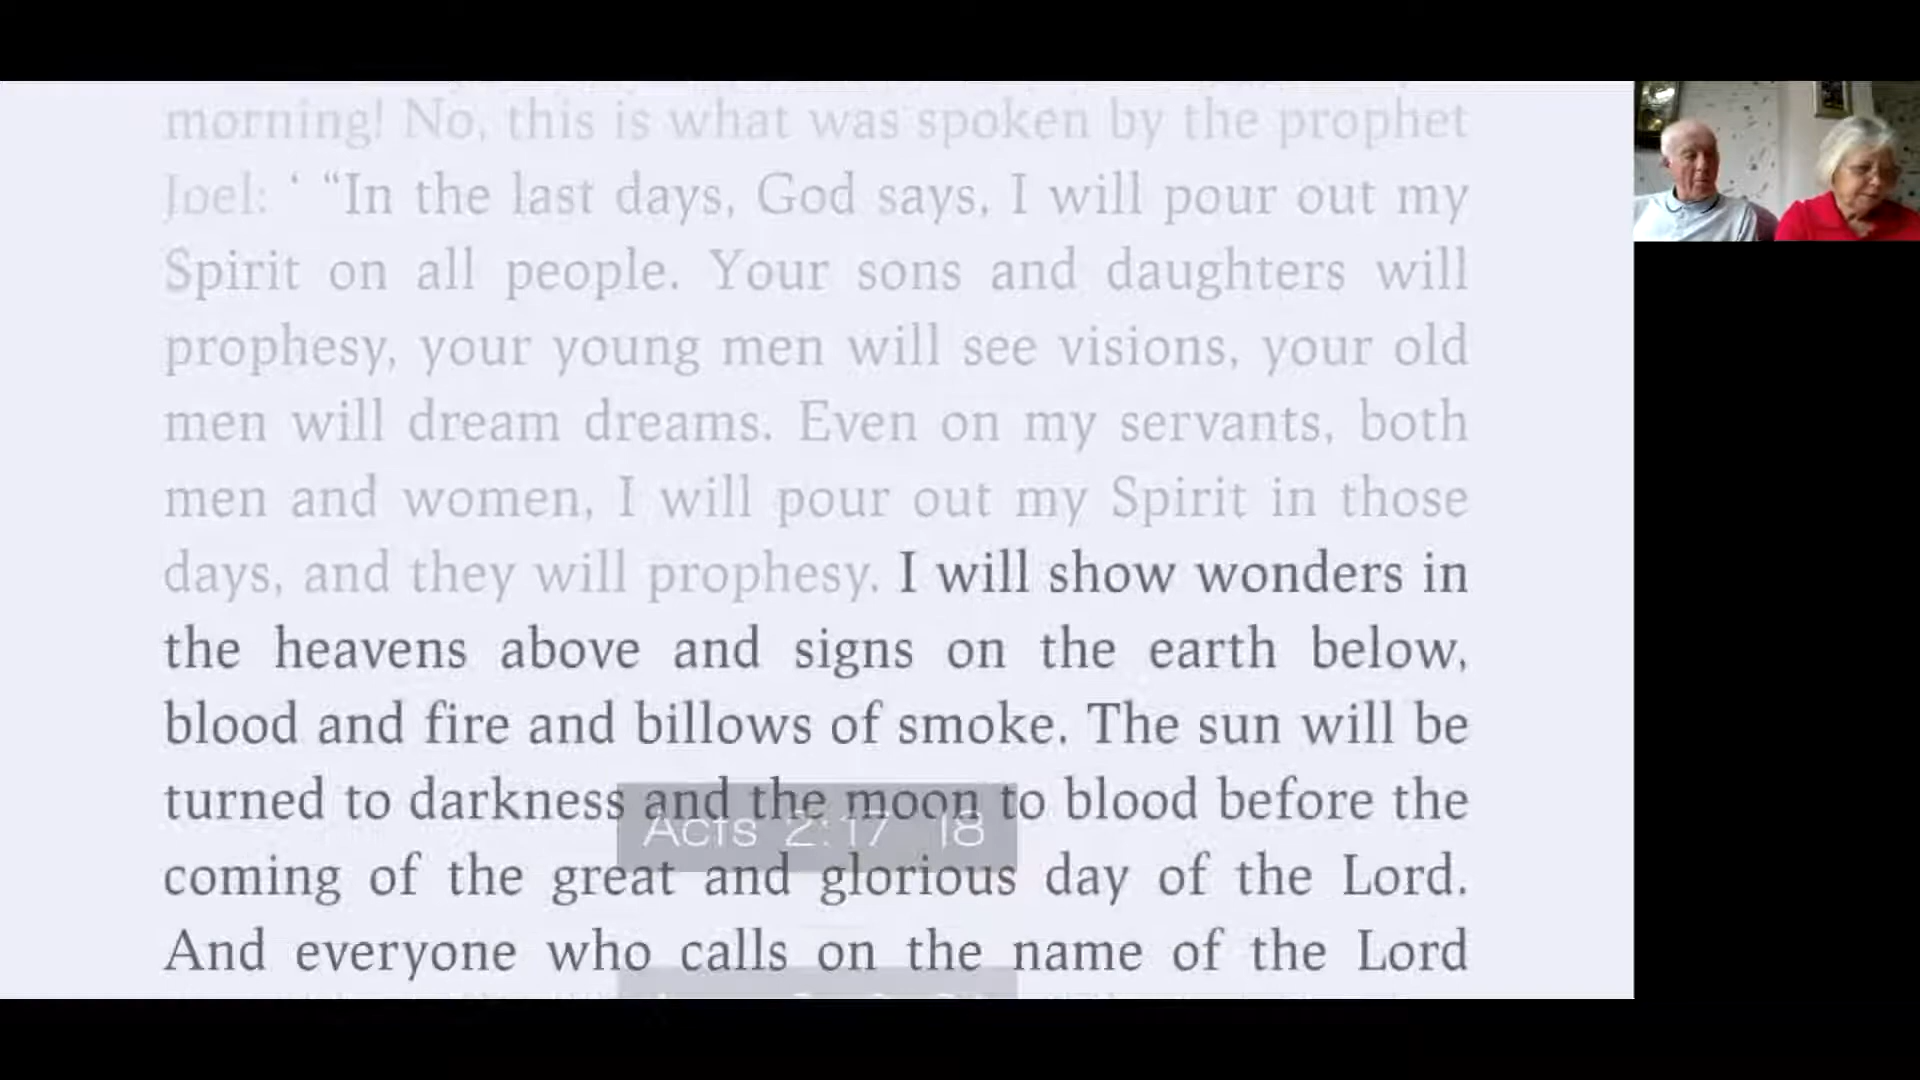 morning! No, this is what was spoken by the prophet
Joel: ‘ “In the last days, God says, I will pour out my
Spirit on all people. Your sons and daughters will
prophesy, your young men will see visions, your old
men will dream dreams. Even on my servants, both
men and women, I will pour out my Spirit in those
days, and they will prophesy. I will show wonders in
the heavens above and signs on the earth below,
blood and fire and billows of smoke. The sun will be
turned to darkness and the moon to blood before the
Acts 2:17 18
coming of the great and glorious day of the Lord.
And everyone who calls on the name of the Lord